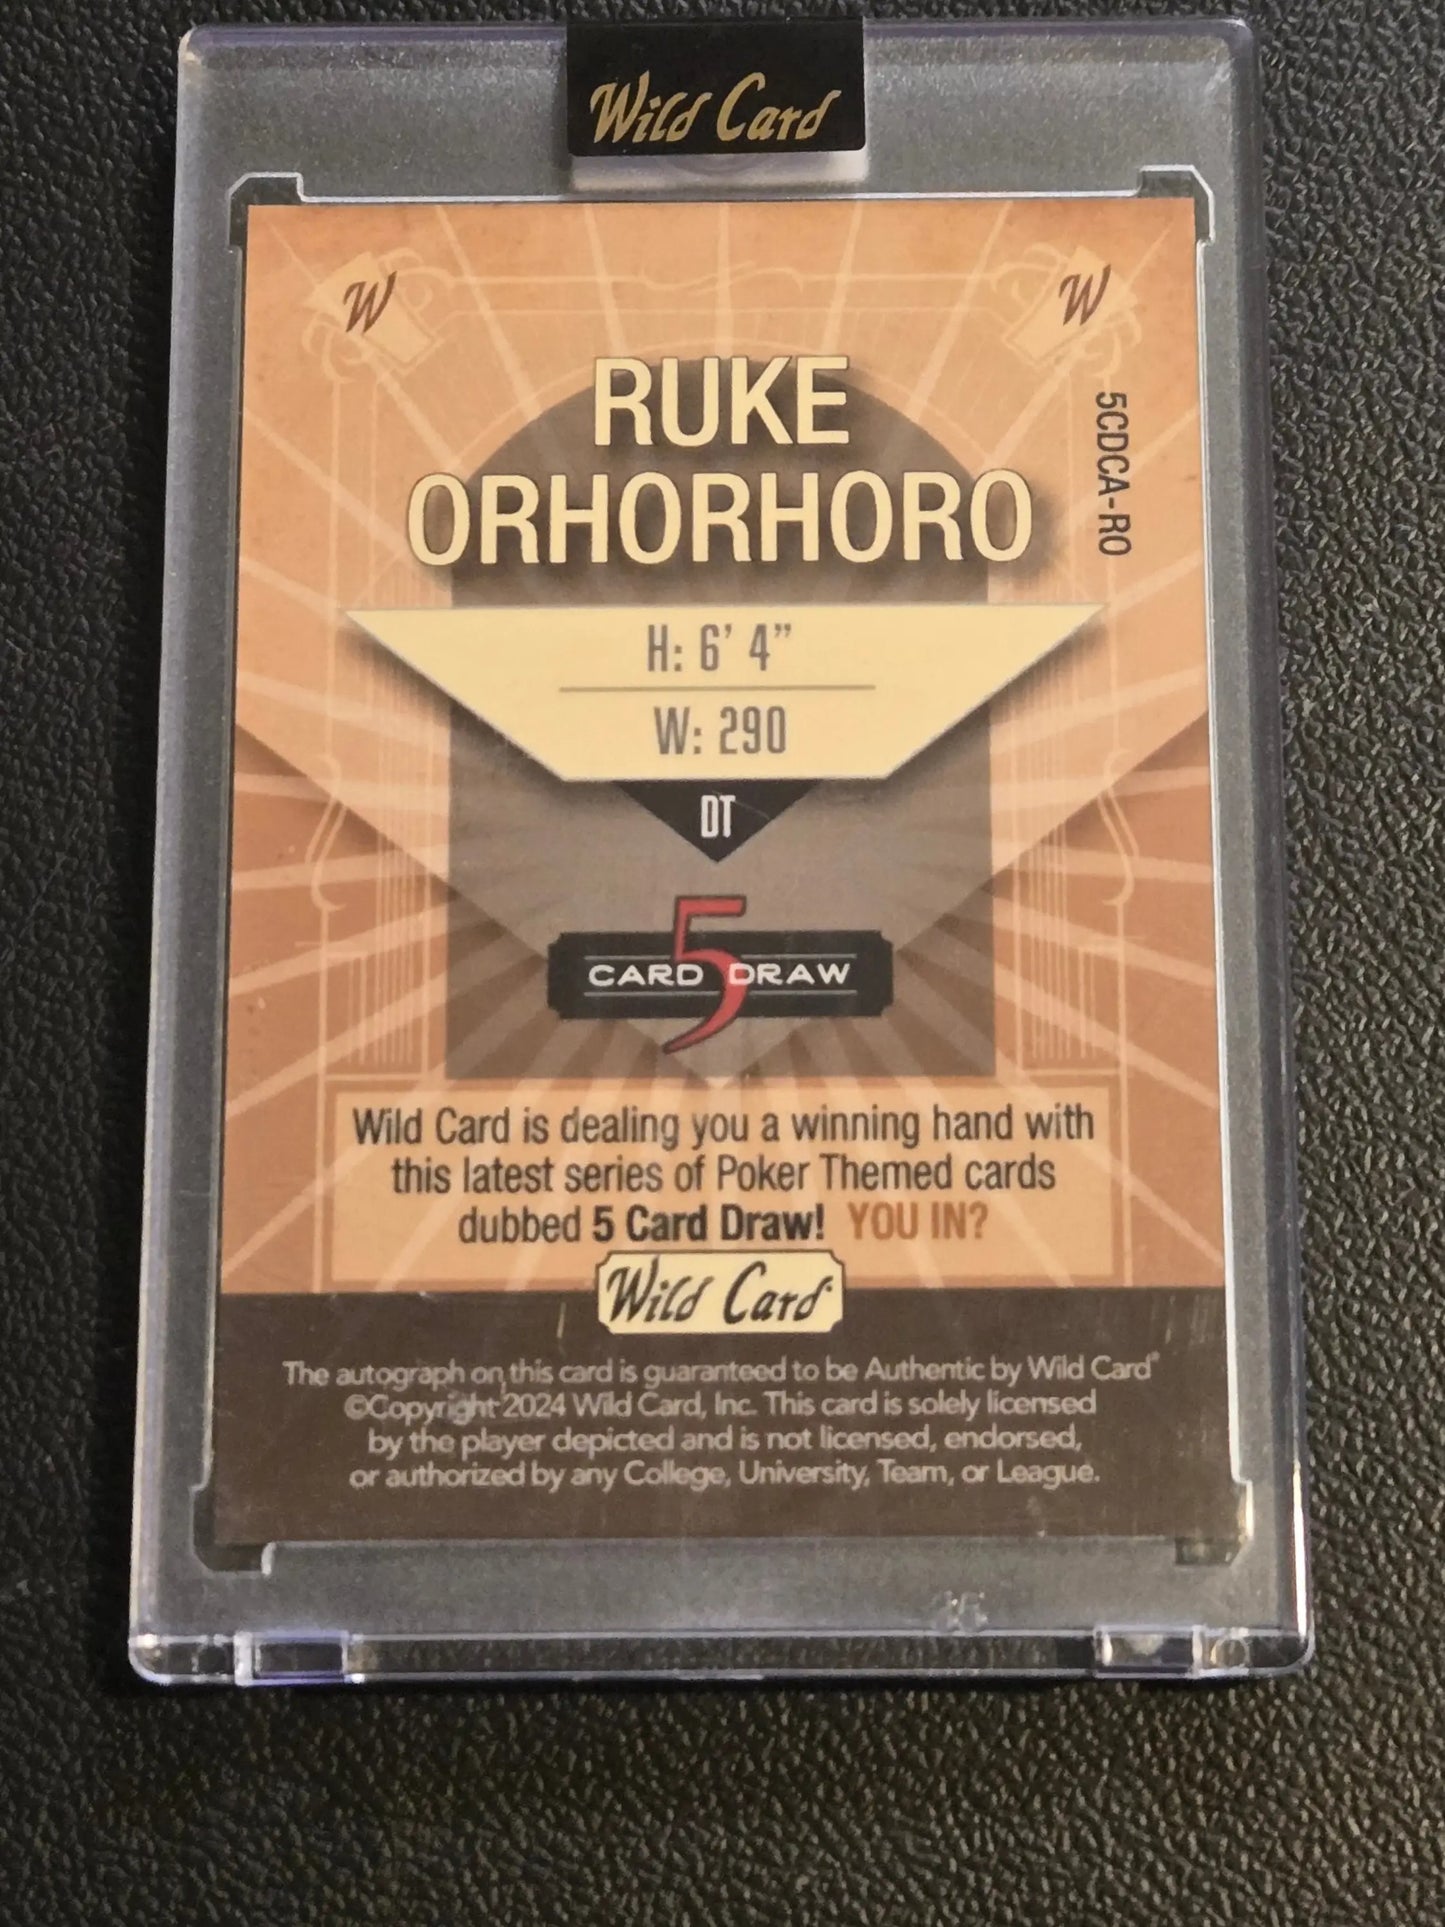 Wild Card
W W
RUKE
ORHORHORO
5CDCA-RO
H: 6' 4"
W: 290
DT
5
CARD DRAW
Wild Card is dealing you a winning hand with
this latest series of Poker Themed cards
dubbed 5 Card Draw! YOU IN?
Wild Card®
The autograph on this card is guaranteed to be Authentic by Wild Card®
©Copyright 2024 Wild Card, Inc. This card is solely licensed
by the player depicted and is not licensed, endorsed,
or authorized by any College, University, Team, or League.